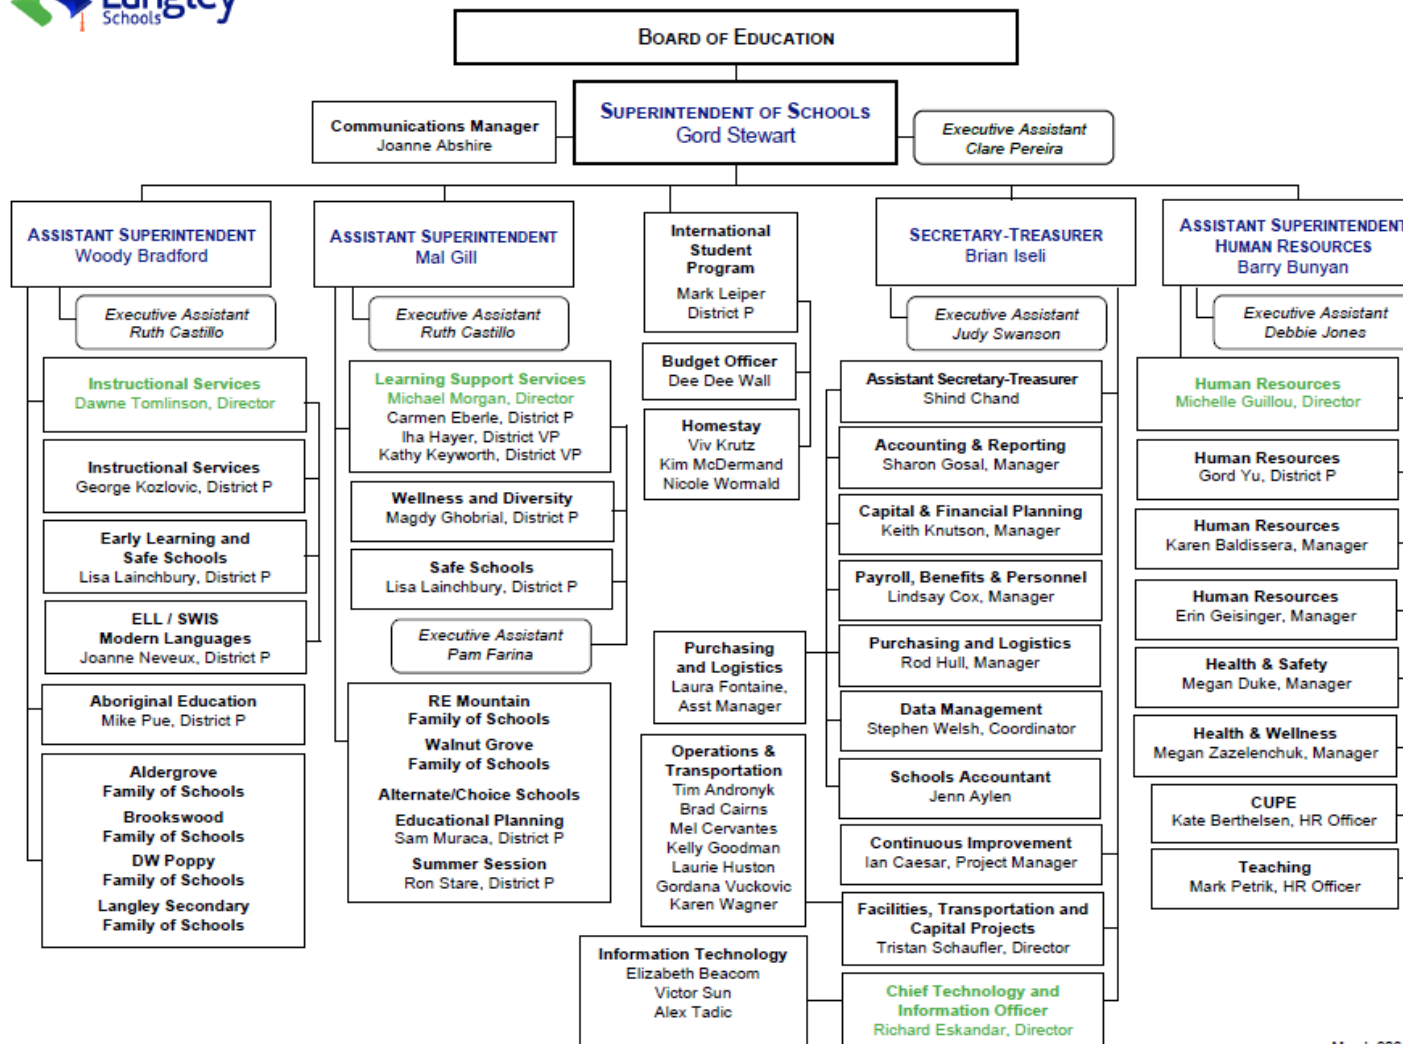 Langley
Schools
BOARD OF EDUCATION
SUPERINTENDENT OF SCHOOLS
Gord Stewart
Communications Manager
Joanne Abshire
Executive Assistant
Clare Pereira
ASSISTANT SUPERINTENDENT
Woody Bradford
Executive Assistant
Ruth Castillo
Instructional Services
Dawne Tomlinson, Director
Instructional Services
George Kozlovic, District P
Early Learning and
Safe Schools
Lisa Lainchbury, District P
ELL / SWIS
Modern Languages
Joanne Neveux, District P
Aboriginal Education
Mike Pue, District P
Aldergrove
Family of Schools
Brookswood
Family of Schools
DW Poppy
Family of Schools
Langley Secondary
Family of Schools
ASSISTANT SUPERINTENDENT
Mal Gill
Executive Assistant
Ruth Castillo
Learning Support Services
Michael Morgan, Director
Carmen Eberle, District P
Iha Hayer, District VP
Kathy Keyworth, District VP
Wellness and Diversity
Magdy Ghobrial, District P
Safe Schools
Lisa Lainchbury, District P
Executive Assistant
Pam Farina
RE Mountain
Family of Schools
Walnut Grove
Family of Schools
Alternate/Choice Schools
Educational Planning
Sam Muraca, District P
Summer Session
Ron Stare, District P
International
Student
Program
Mark Leiper
District P
Budget Officer
Dee Dee Wall
Homestay
Viv Krutz
Kim McDermand
Nicole Wormald
SECRETARY-TREASURER
Brian Iseli
Executive Assistant
Judy Swanson
Assistant Secretary-Treasurer
Shind Chand
Accounting & Reporting
Sharon Gosal, Manager
Capital & Financial Planning
Keith Knutson, Manager
Payroll, Benefits & Personnel
Lindsay Cox, Manager
Purchasing and Logistics
Rod Hull, Manager
Purchasing
and Logistics
Laura Fontaine,
Asst Manager
Data Management
Stephen Welsh, Coordinator
Schools Accountant
Jenn Aylen
Continuous Improvement
Ian Caesar, Project Manager
Operations &
Transportation
Tim Andronyk
Brad Cairns
Mel Cervantes
Kelly Goodman
Laurie Huston
Gordana Vuckovic
Karen Wagner
Facilities, Transportation and
Capital Projects
Tristan Schaufler, Director
Information Technology
Elizabeth Beacom
Victor Sun
Alex Tadic
Chief Technology and
Information Officer
Richard Eskandar, Director
ASSISTANT SUPERINTENDENT
HUMAN RESOURCES
Barry Bunyan
Executive Assistant
Debbie Jones
Human Resources
Michelle Guillou, Director
Human Resources
Gord Yu, District P
Human Resources
Karen Baldissera, Manager
Human Resources
Erin Geisinger, Manager
Health & Safety
Megan Duke, Manager
Health & Wellness
Megan Zazelenchuk, Manager
CUPE
Kate Berthelsen, HR Officer
Teaching
Mark Petrik, HR Officer